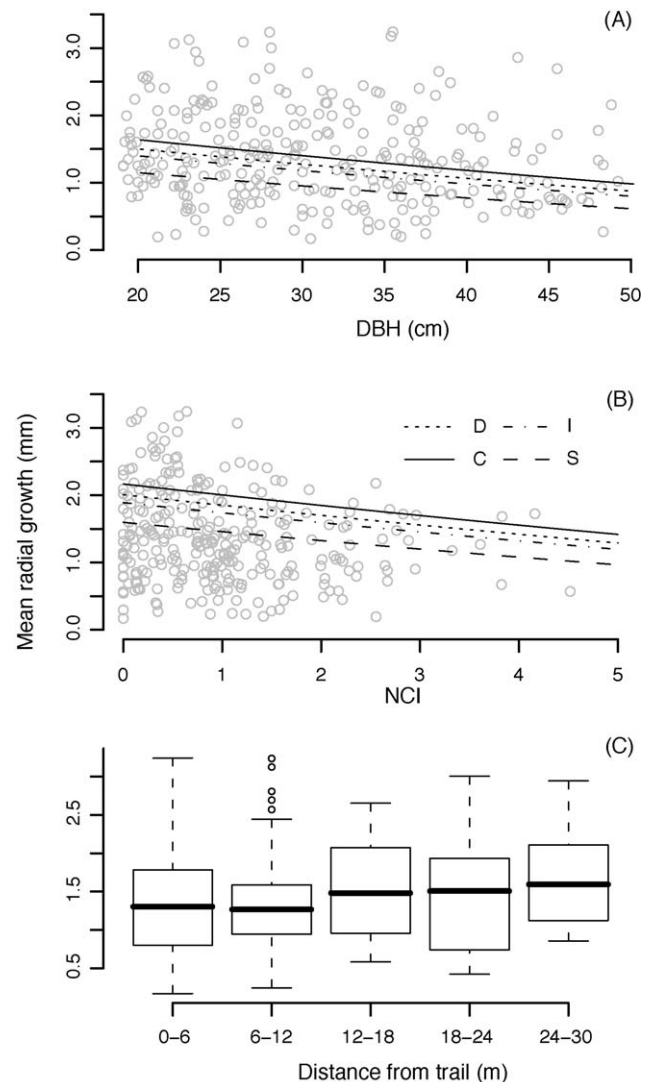 (A)
3.0
2.0
1.0
0.0
20 25 30 35 40 45 50
DBH (cm)
(B)
3.0
2.0
1.0
0.0
D I
C S
0 1 2 3 4 5
NCI
Mean radial growth (mm)
(C)
2.5
1.5
0.5
0–6 6–12 12–18 18–24 24–30
Distance from trail (m)